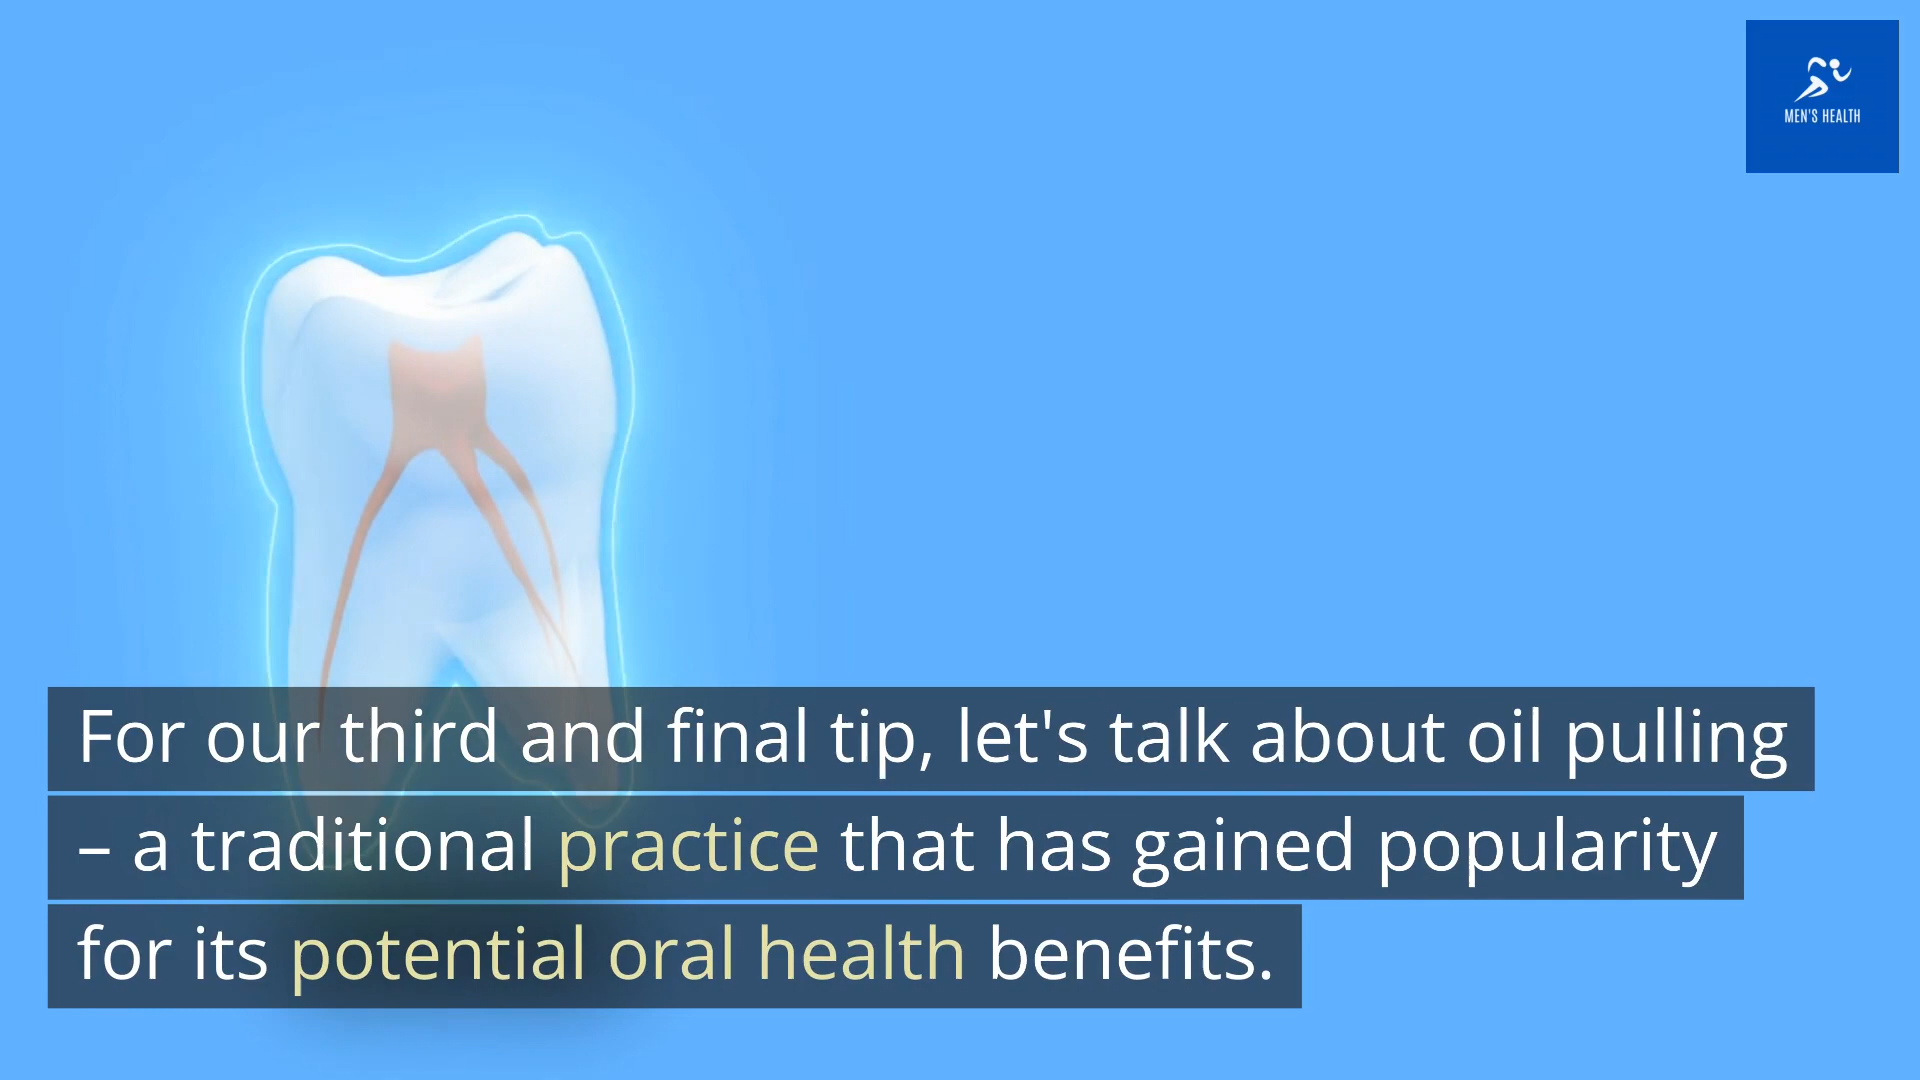 MEN'S HEALTH
For our third and final tip, let's talk about oil pulling
– a traditional practice that has gained popularity
for its potential oral health benefits.